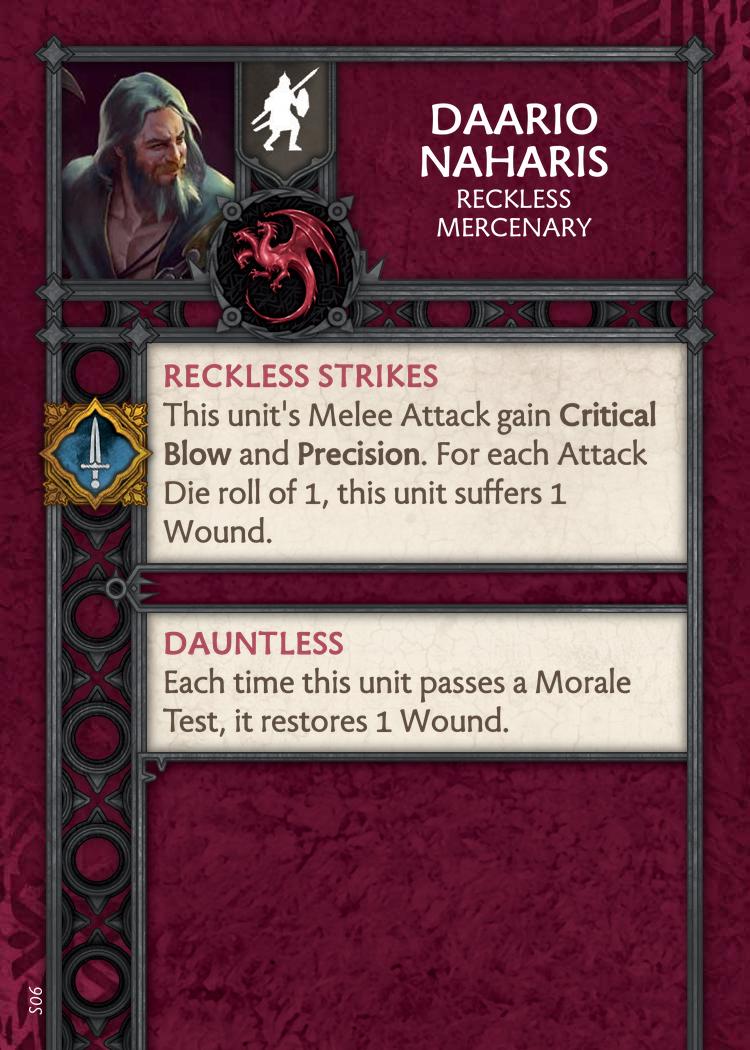 DAARIO
NAHARIS
RECKLESS
MERCENARY
RECKLESS STRIKES
This unit's Melee Attack gain Critical
Blow and Precision. For each Attack
Die roll of 1, this unit suffers 1
Wound.
DAUNTLESS
Each time this unit passes a Morale
Test, it restores 1 Wound.
S06